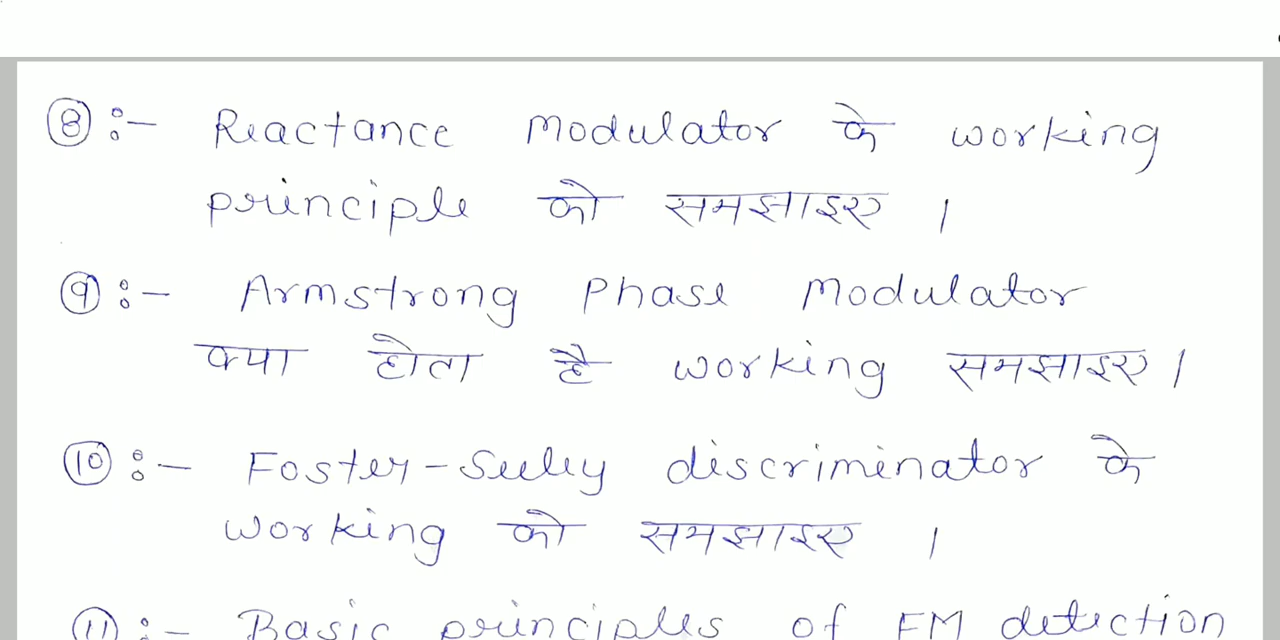 ⑧ :- Reactance Modulator के working
principle को समझाइए ।
⑨ :- Armstrong Phase Modulator
क्या होता है working समझाइए ।
⑩ :- Foster-Seeley discriminator के
working को समझाइए ।
⑪ :- Basic principles of FM detection